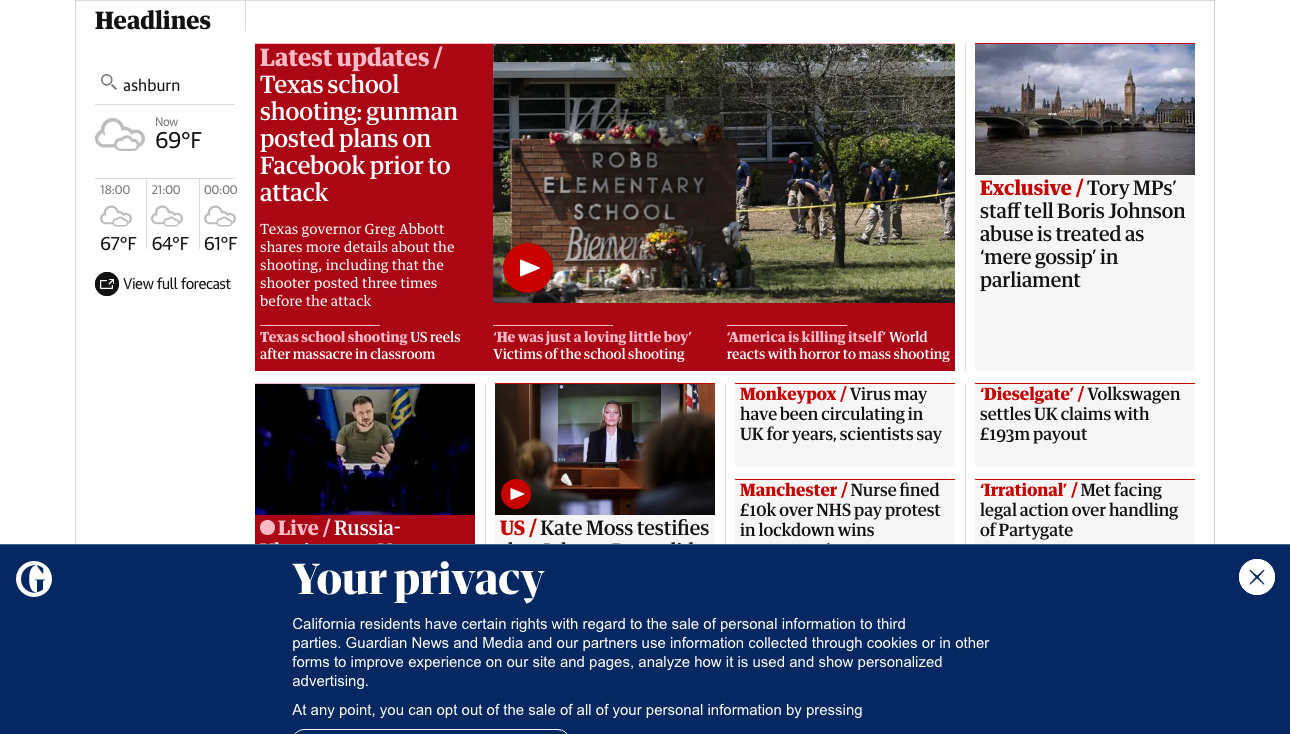 Headlines
ashburn
Now
69°F
18:00 21:00 00:00
67°F 64°F 61°F
View full forecast
Latest updates /
Texas school
shooting: gunman
posted plans on
Facebook prior to
attack
Texas governor Greg Abbott
shares more details about the
shooting, including that the
shooter posted three times
before the attack
ROBB
ELEMENTARY
SCHOOL
Texas school shooting US reels
after massacre in classroom
‘He was just a loving little boy’
Victims of the school shooting
‘America is killing itself’ World
reacts with horror to mass shooting
Exclusive / Tory MPs’
staff tell Boris Johnson
abuse is treated as
‘mere gossip’ in
parliament
Live / Russia-
US / Kate Moss testifies
Monkeypox / Virus may
have been circulating in
UK for years, scientists say
Manchester / Nurse fined
£10k over NHS pay protest
in lockdown wins
‘Dieselgate’ / Volkswagen
settles UK claims with
£193m payout
‘Irrational’ / Met facing
legal action over handling
of Partygate
Your privacy
California residents have certain rights with regard to the sale of personal information to third
parties. Guardian News and Media and our partners use information collected through cookies or in other
forms to improve experience on our site and pages, analyze how it is used and show personalized
advertising.
At any point, you can opt out of the sale of all of your personal information by pressing